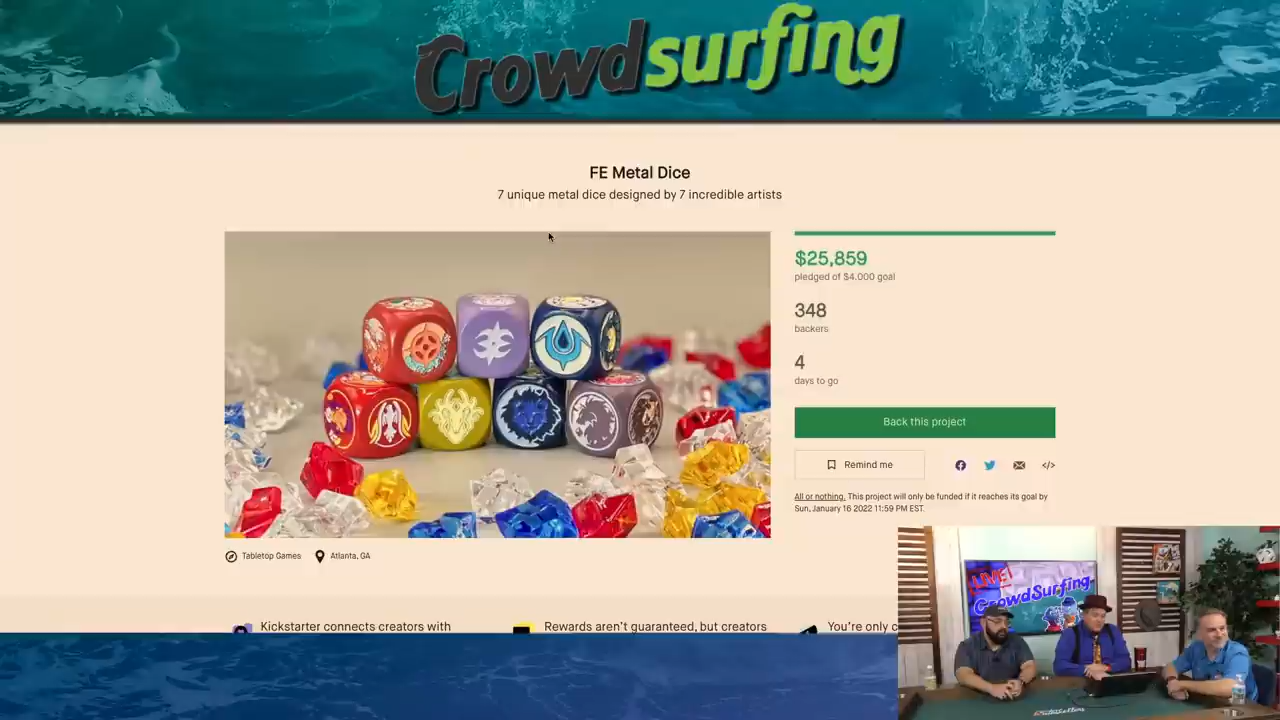 Crowdsurfing
FE Metal Dice
7 unique metal dice designed by 7 incredible artists
$25,859
pledged of $4,000 goal
348
backers
4
days to go
Back this project
Remind me
All or nothing. This project will only be funded if it reaches its goal by
Sun, January 16 2022 11:59 PM EST.
Tabletop Games
Atlanta, GA
Kickstarter connects creators with
Rewards aren't guaranteed, but creators
You're only c
LIVE!
CrowdSurfing